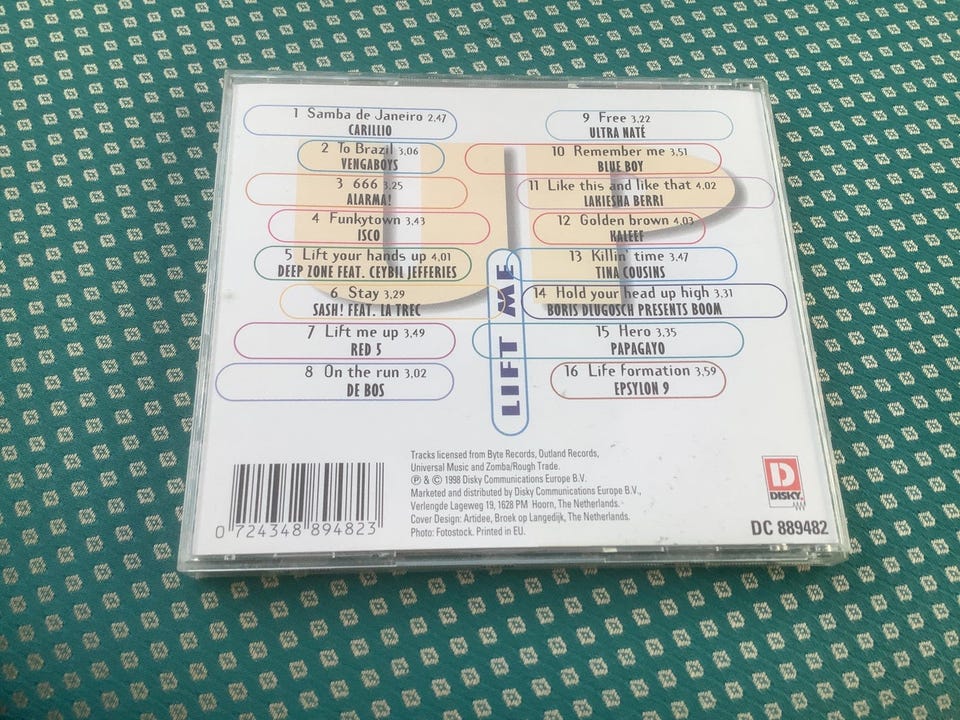 1 Samba de Janeiro 2.47
CARILLIO
2 To Brazil 3.06
VENGABOYS
3 666 3.25
ALARMA!
4 Funkytown 3.43
ISCO
5 Lift your hands up 4.01
DEEP ZONE FEAT. CEYBIL JEFFERIES
6 Stay 3.29
SASH! FEAT. LA TREC
7 Lift me up 3.49
RED 5
8 On the run 3.02
DE BOS
9 Free 3.22
ULTRA NATÉ
10 Remember me 3.51
BLUE BOY
11 Like this and like that 4.02
LAKIESHA BERRI
12 Golden brown 4.03
KALEEF
13 Killin' time 3.47
TINA COUSINS
14 Hold your head up high 3.31
BORIS DLUGOSCH PRESENTS BOOM
15 Hero 3.35
PAPAGAYO
16 Life formation 3.59
EPSYLON 9
LIFT ME
UP
Tracks licensed from Byte Records, Outland Records,
Universal Music and Zomba/Rough Trade.
℗ & © 1998 Disky Communications Europe B.V.
Marketed and distributed by Disky Communications Europe B.V.,
Verlengde Lageweg 19, 1628 PM Hoorn, The Netherlands.
Cover Design: Artidee, Broek op Langedijk, The Netherlands.
Photo: Fotostock. Printed in EU.
0 724348 894823
D
DISKY
DC 889482